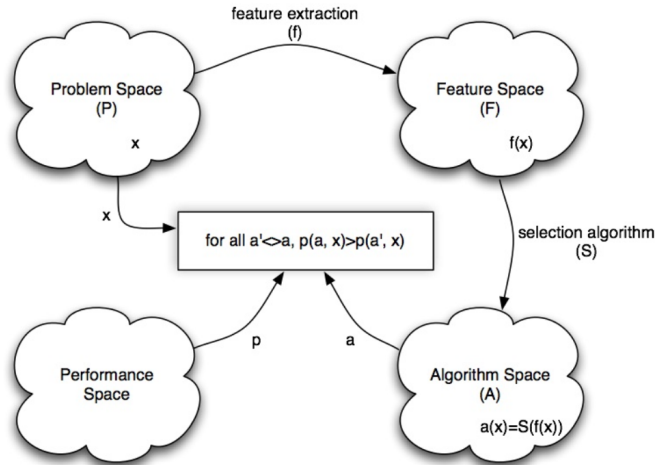 feature extraction
(f)
Problem Space
(P)
x
Feature Space
(F)
f(x)
x
for all a'<>a, p(a, x)>p(a', x)
selection algorithm
(S)
p
a
Performance
Space
Algorithm Space
(A)
a(x)=S(f(x))